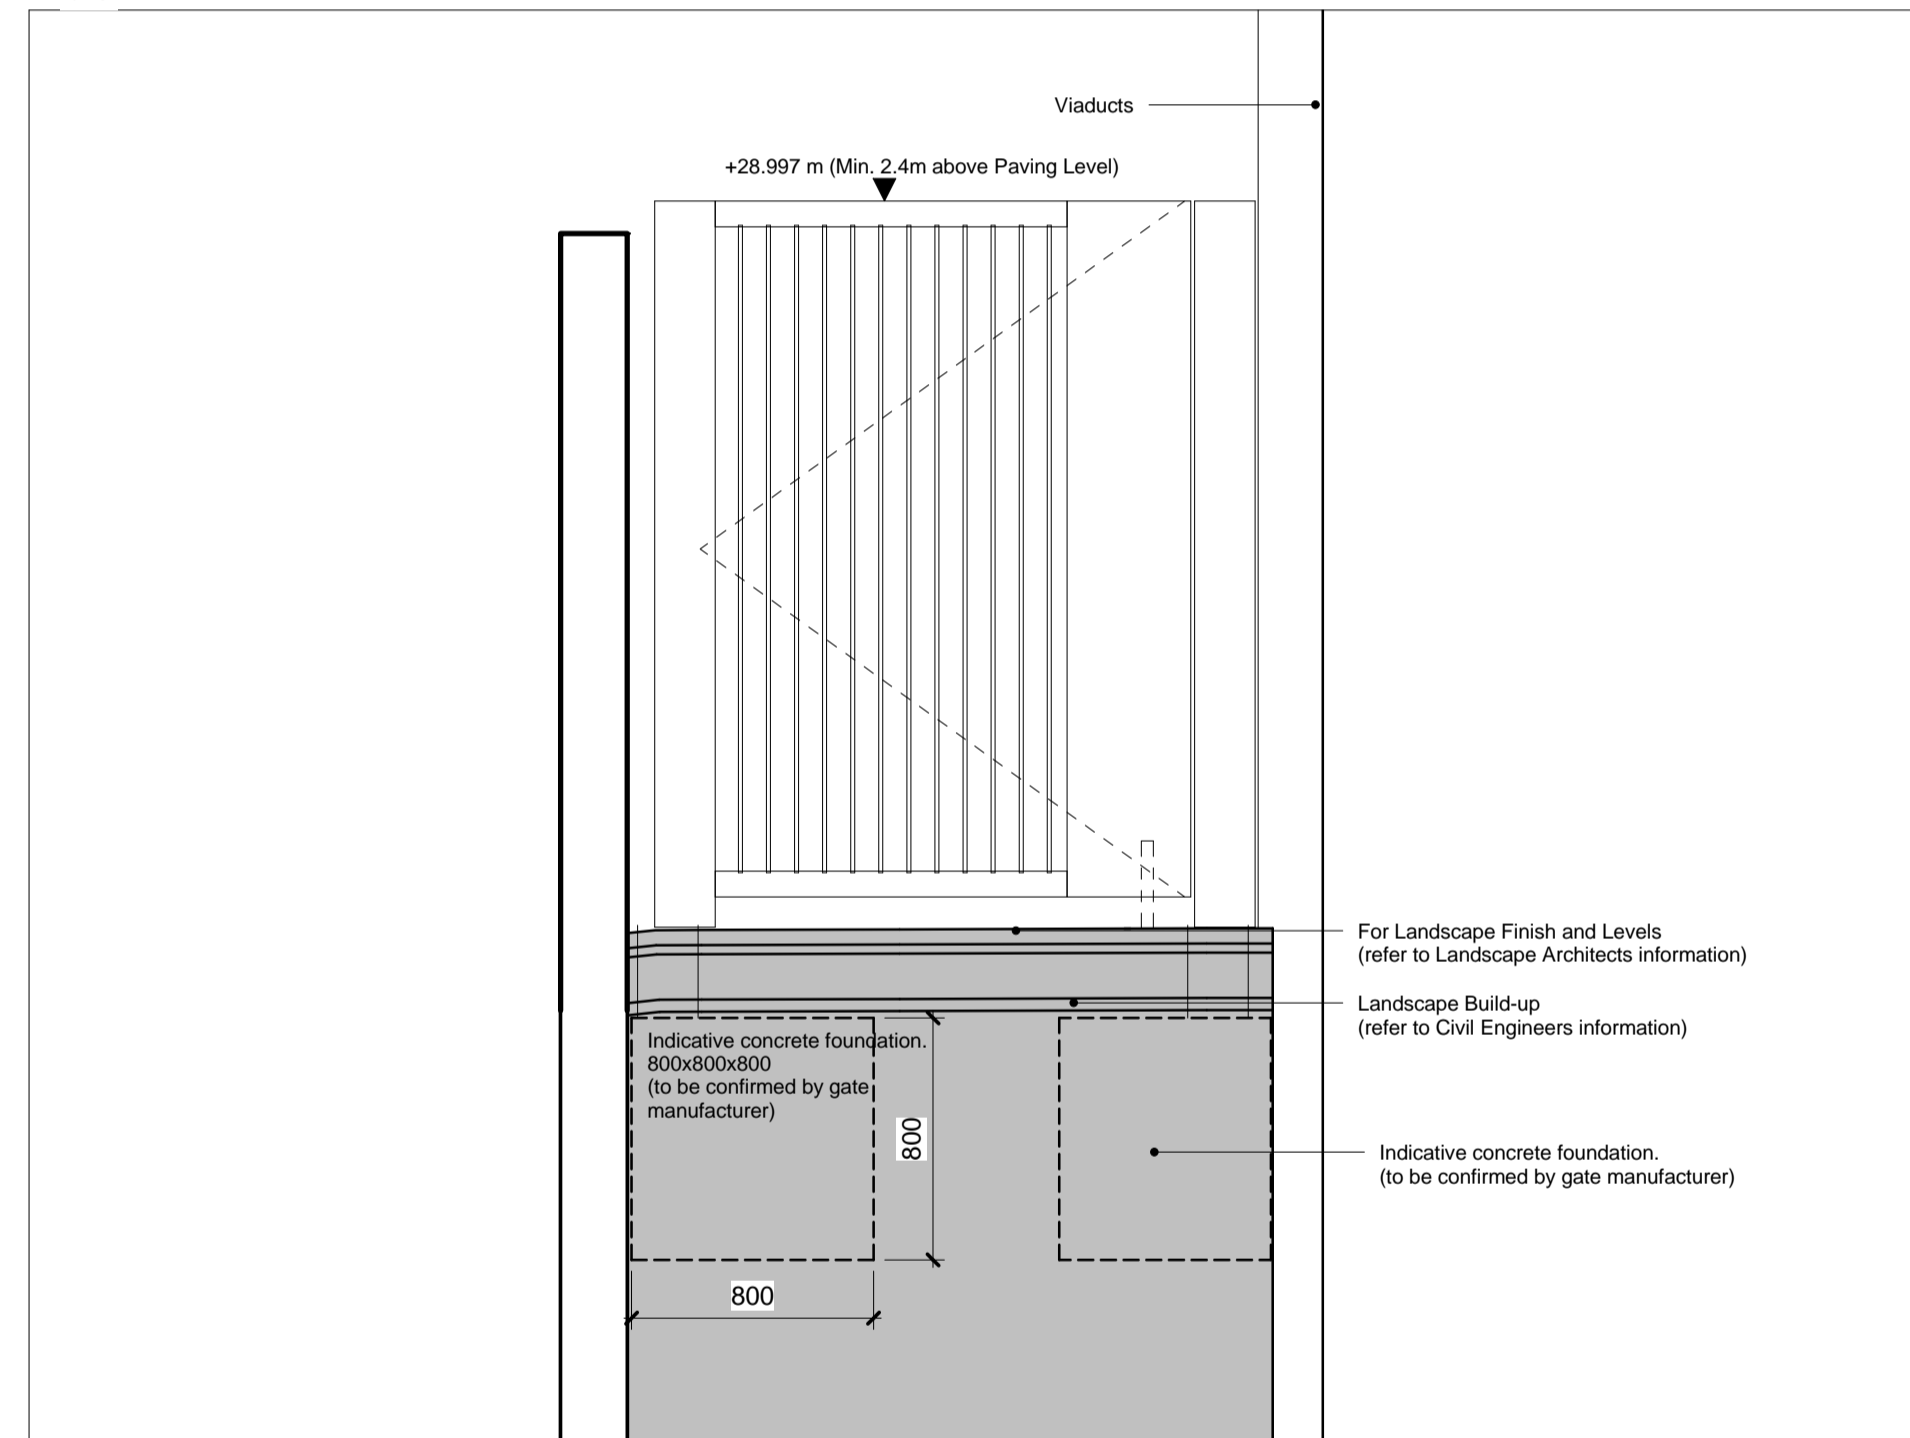 Viaducts
+28.997 m (Min. 2.4m above Paving Level)
For Landscape Finish and Levels
(refer to Landscape Architects information)
Landscape Build-up
(refer to Civil Engineers information)
Indicative concrete foundation.
800x800x800
(to be confirmed by gate
manufacturer)
800
Indicative concrete foundation.
(to be confirmed by gate manufacturer)
800